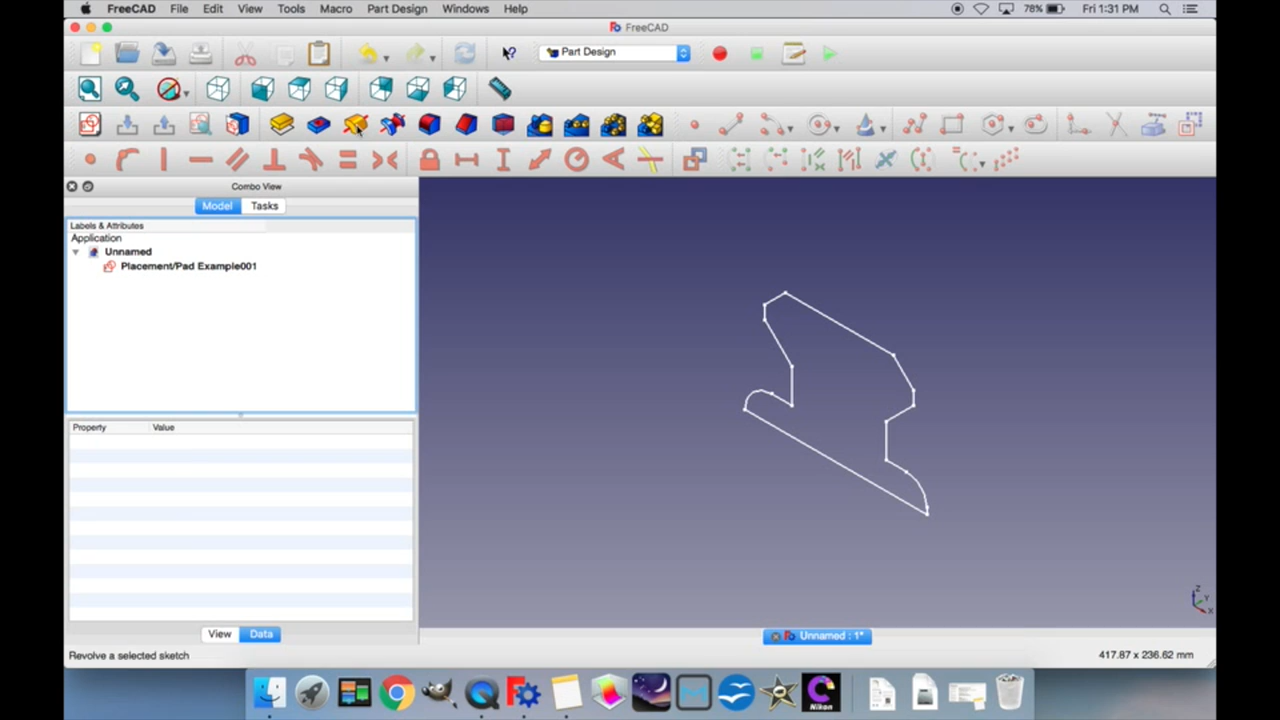 FreeCAD File Edit View Tools Macro Part Design Windows Help 78% Fri 1:31 PM
FreeCAD
Part Design
Combo View
Model Tasks
Labels & Attributes
Application
Unnamed
Placement/Pad Example001
Property Value
View Data
Unnamed : 1*
Revolve a selected sketch
417.87 x 236.62 mm
Z
Y
X
Nikon